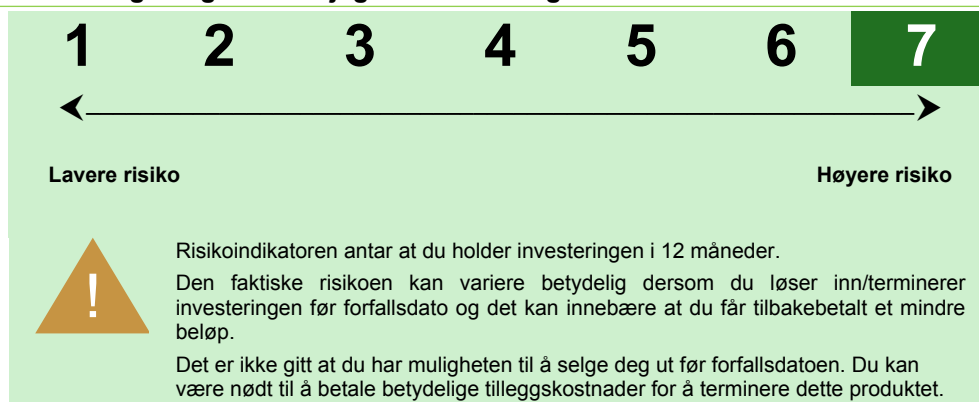 1 2 3 4 5 6 7
Lavere risiko Høyere risiko
!
Risikoindikatoren antar at du holder investeringen i 12 måneder.
Den faktiske risikoen kan variere betydelig dersom du løser inn/terminerer
investeringen før forfallsdato og det kan innebære at du får tilbakebetalt et mindre
beløp.
Det er ikke gitt at du har muligheten til å selge deg ut før forfallsdatoen. Du kan
være nødt til å betale betydelige tilleggskostnader for å terminere dette produktet.